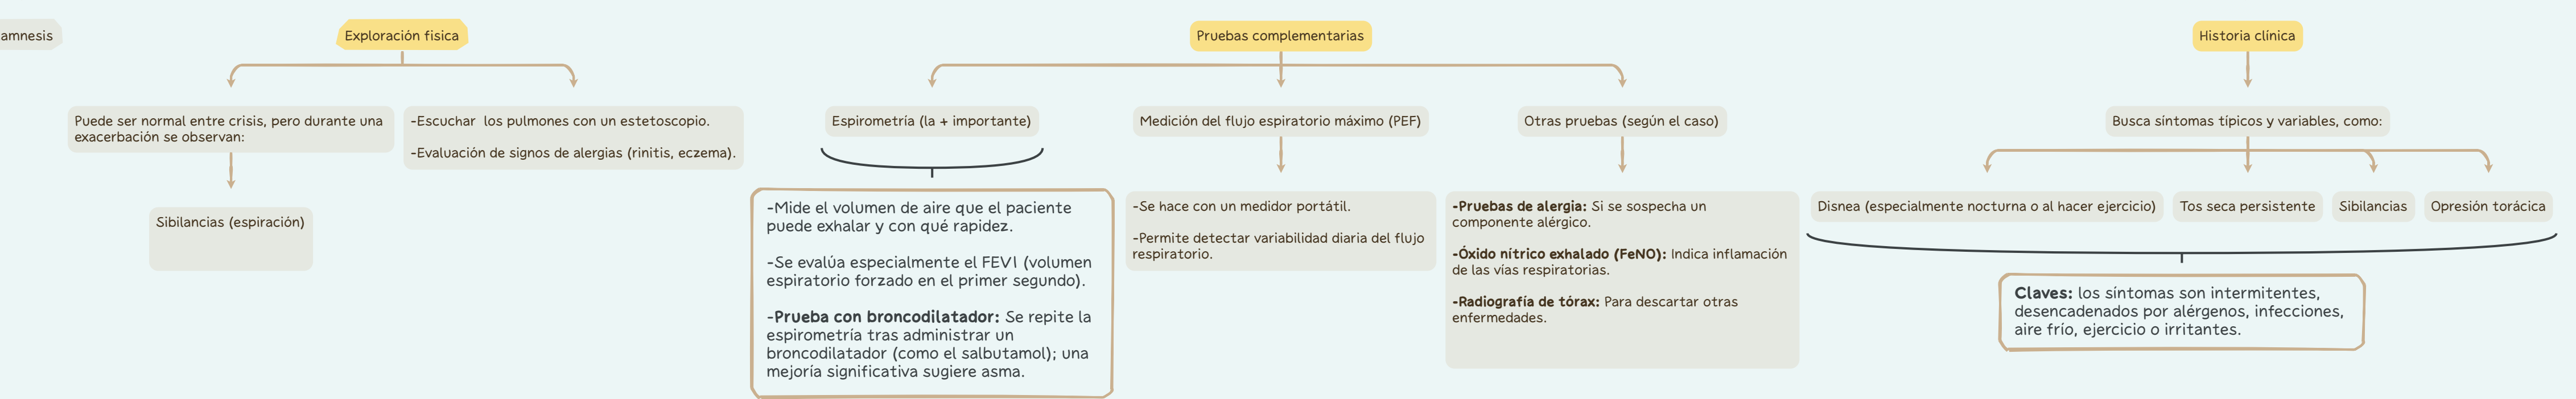 amnesis
Exploración fisica
Puede ser normal entre crisis, pero durante una
exacerbación se observan:
Sibilancias (espiración)
-Escuchar los pulmones con un estetoscopio.
-Evaluación de signos de alergias (rinitis, eczema).
Pruebas complementarias
Espirometría (la + importante)
-Mide el volumen de aire que el paciente
puede exhalar y con qué rapidez.
-Se evalúa especialmente el FEV1 (volumen
espiratorio forzado en el primer segundo).
-Prueba con broncodilatador: Se repite la
espirometría tras administrar un
broncodilatador (como el salbutamol); una
mejoría significativa sugiere asma.
Medición del flujo espiratorio máximo (PEF)
-Se hace con un medidor portátil.
-Permite detectar variabilidad diaria del flujo
respiratorio.
Otras pruebas (según el caso)
-Pruebas de alergia: Si se sospecha un
componente alérgico.
-Óxido nítrico exhalado (FeNO): Indica inflamación
de las vías respiratorias.
-Radiografía de tórax: Para descartar otras
enfermedades.
Historia clínica
Busca síntomas típicos y variables, como:
Disnea (especialmente nocturna o al hacer ejercicio)
Tos seca persistente
Sibilancias
Opresión torácica
Claves: los síntomas son intermitentes,
desencadenados por alérgenos, infecciones,
aire frío, ejercicio o irritantes.